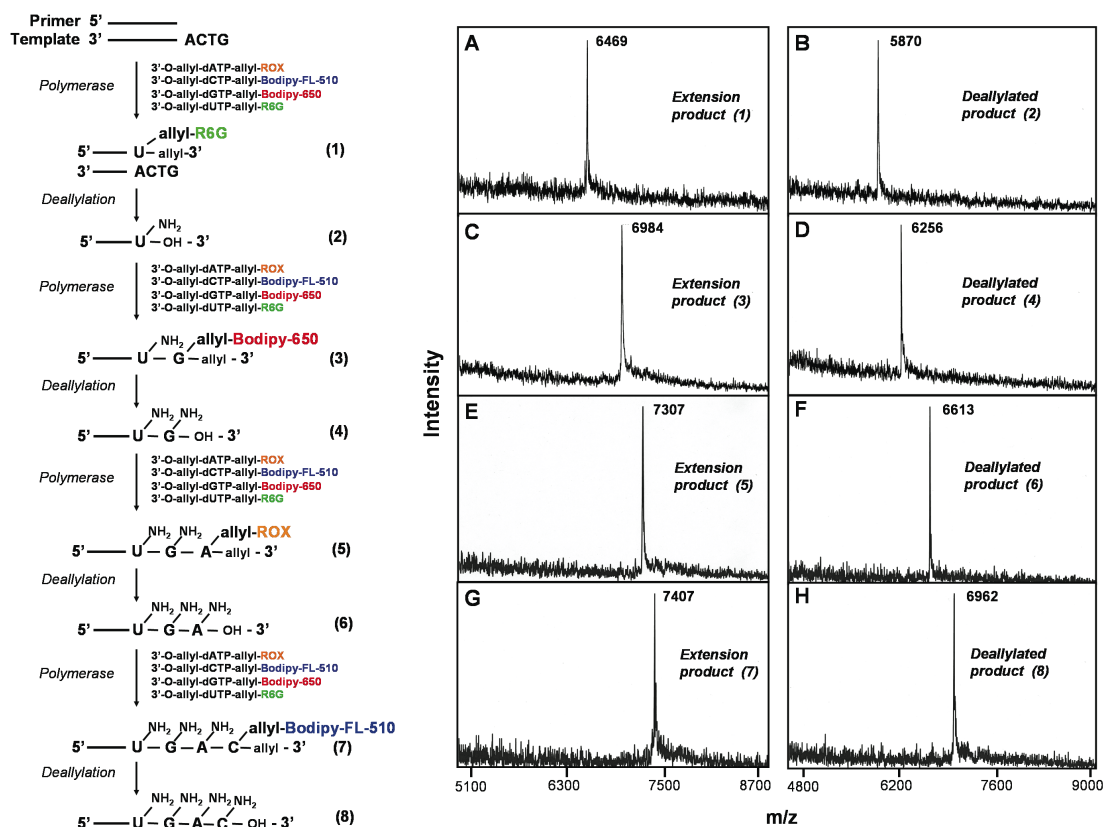 Primer 5’
Template 3’ ACTG
Polymerase
3’-O-allyl-dATP-allyl-ROX
3’-O-allyl-dCTP-allyl-Bodipy-FL-510
3’-O-allyl-dGTP-allyl-Bodipy-650
3’-O-allyl-dUTP-allyl-R6G
allyl-R6G
5’ U allyl-3’ (1)
3’ ACTG
Deallylation
NH2
5’ U OH - 3’ (2)
Polymerase
3’-O-allyl-dATP-allyl-ROX
3’-O-allyl-dCTP-allyl-Bodipy-FL-510
3’-O-allyl-dGTP-allyl-Bodipy-650
3’-O-allyl-dUTP-allyl-R6G
NH2 allyl-Bodipy-650
5’ U G allyl - 3’ (3)
Deallylation
NH2 NH2
5’ U G OH - 3’ (4)
Polymerase
3’-O-allyl-dATP-allyl-ROX
3’-O-allyl-dCTP-allyl-Bodipy-FL-510
3’-O-allyl-dGTP-allyl-Bodipy-650
3’-O-allyl-dUTP-allyl-R6G
NH2 NH2 allyl-ROX
5’ U G A allyl - 3’ (5)
Deallylation
NH2 NH2 NH2
5’ U G A OH - 3’ (6)
Polymerase
3’-O-allyl-dATP-allyl-ROX
3’-O-allyl-dCTP-allyl-Bodipy-FL-510
3’-O-allyl-dGTP-allyl-Bodipy-650
3’-O-allyl-dUTP-allyl-R6G
NH2 NH2 NH2 allyl-Bodipy-FL-510
5’ U G A C allyl - 3’ (7)
Deallylation
NH2 NH2 NH2 NH2
5’ U G A C OH - 3’ (8)
Intensity
A 6469
Extension
product (1)
B 5870
Deallylated
product (2)
C 6984
Extension
product (3)
D 6256
Deallylated
product (4)
E 7307
Extension
product (5)
F 6613
Deallylated
product (6)
G 7407
Extension
product (7)
H 6962
Deallylated
product (8)
5100 6300 7500 8700
4800 6200 7600 9000
m/z